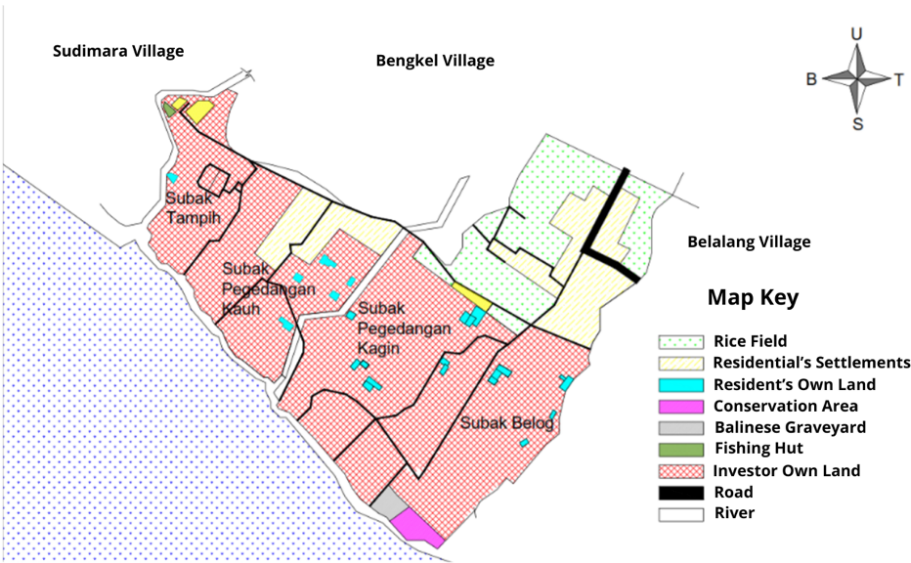 Sudimara Village
Bengkel Village
U
B
T
S
Subak
Tampih
Belalang Village
Subak
Pegedangan
Kauh
Subak
Pegedangan
Kagin
Subak Belog
Map Key
Rice Field
Residential's Settlements
Resident's Own Land
Conservation Area
Balinese Graveyard
Fishing Hut
Investor Own Land
Road
River